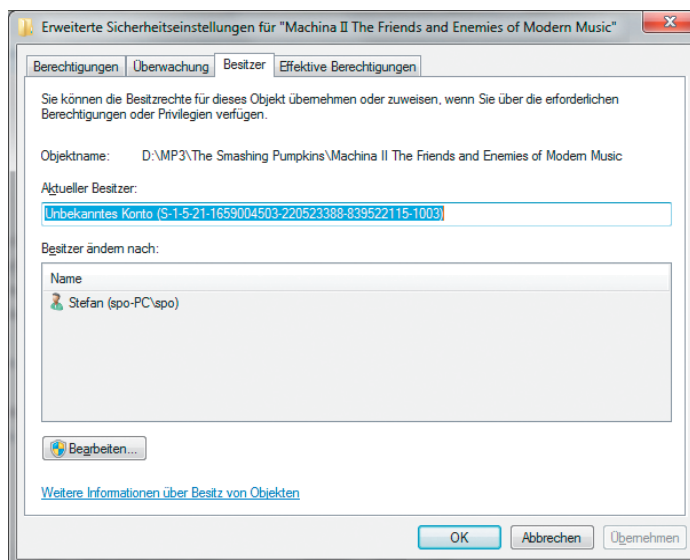 Erweiterte Sicherheitseinstellungen für "Machina II The Friends and Enemies of Modern Music"
Berechtigungen Überwachung Besitzer Effektive Berechtigungen
Sie können die Besitzrechte für dieses Objekt übernehmen oder zuweisen, wenn Sie über die erforderlichen
Berechtigungen oder Privilegien verfügen.
Objektname: D:\MP3\The Smashing Pumpkins\Machina II The Friends and Enemies of Modern Music
Aktueller Besitzer:
Unbekanntes Konto (S-1-5-21-1659004503-220523388-839522115-1003)
Besitzer ändern nach:
Name
Stefan (spo-PC\spo)
Bearbeiten...
Weitere Informationen über Besitz von Objekten
OK Abbrechen Übernehmen